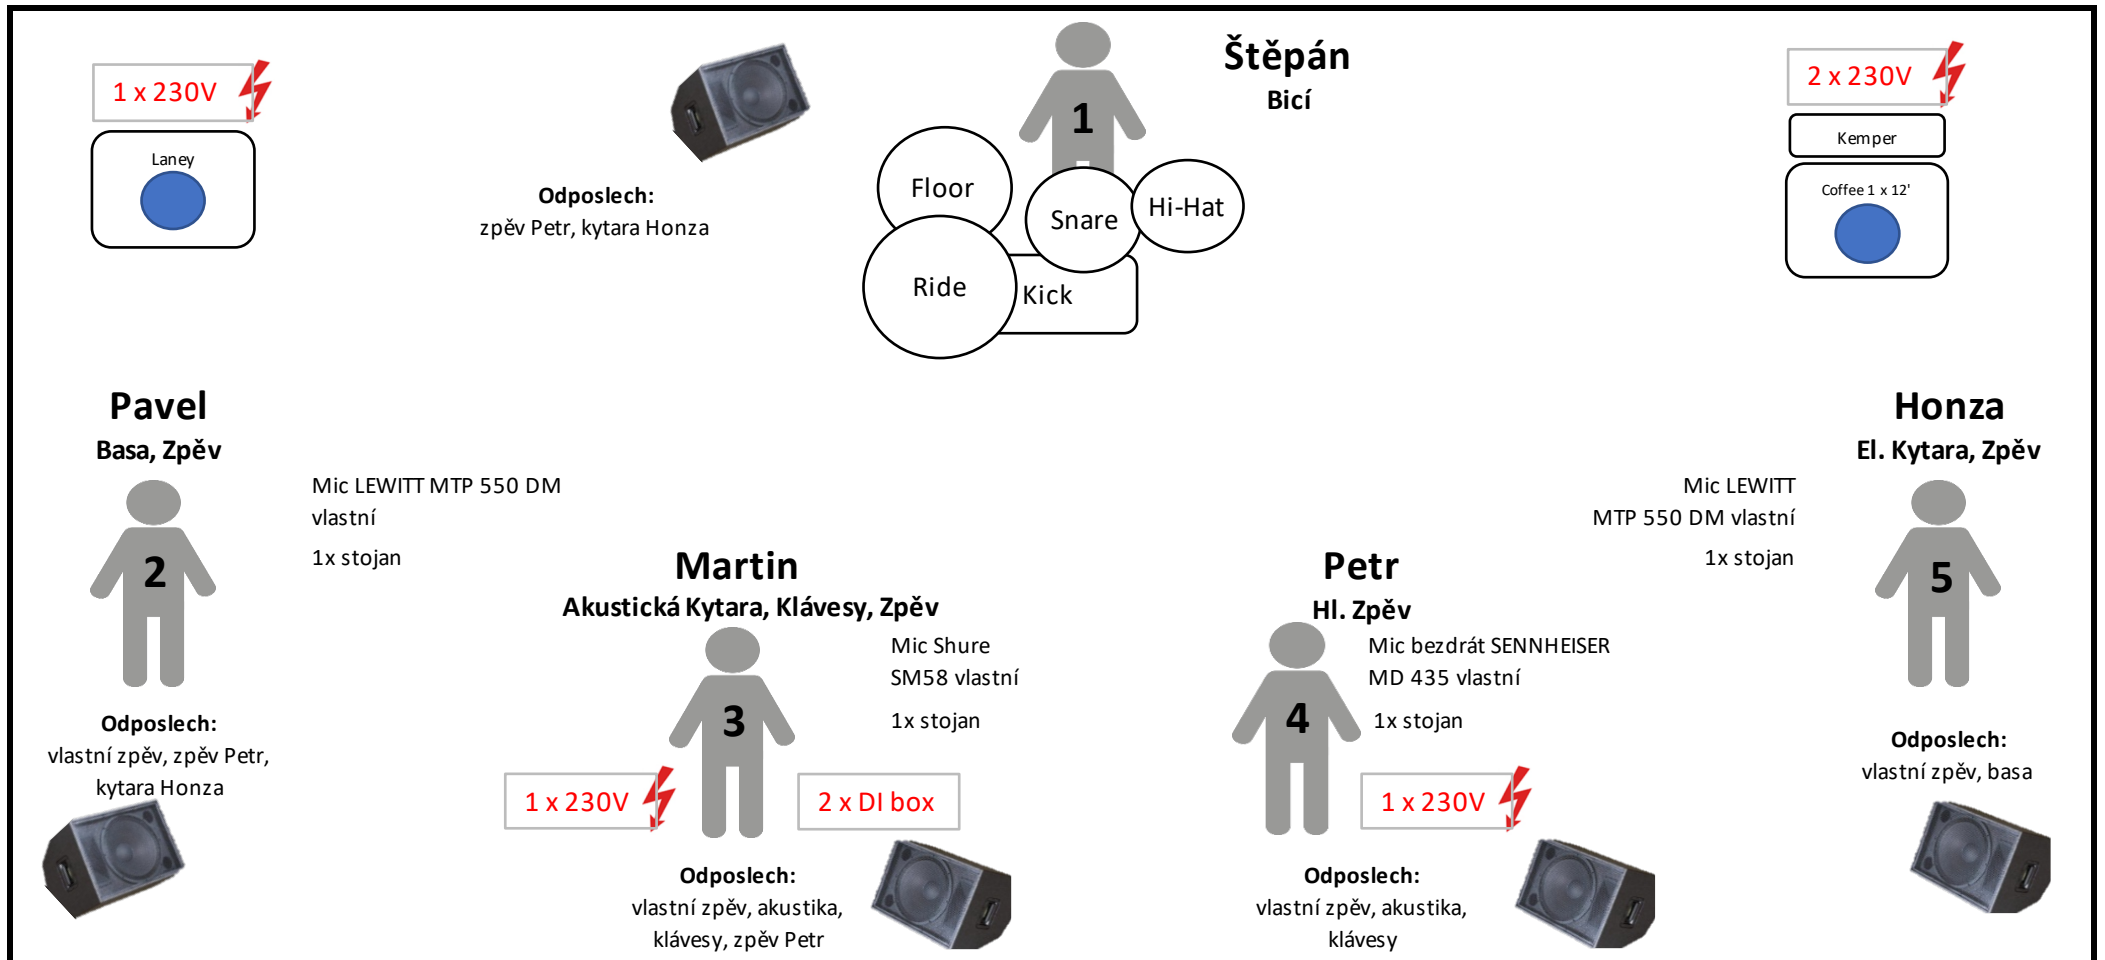 1 x 230V
Laney
Odposlech:
zpěv Petr, kytara Honza
Štěpán
Bicí
1
Floor
Snare
Hi-Hat
Ride
Kick
2 x 230V
Kemper
Coffee 1 x 12'
Pavel
Basa, Zpěv
2
Mic LEWITT MTP 550 DM
vlastní
1x stojan
Odposlech:
vlastní zpěv, zpěv Petr,
kytara Honza
Martin
Akustická Kytara, Klávesy, Zpěv
3
Mic Shure
SM58 vlastní
1x stojan
1 x 230V
2 x DI box
Odposlech:
vlastní zpěv, akustika,
klávesy, zpěv Petr
Petr
Hl. Zpěv
4
Mic bezdrát SENNHEISER
MD 435 vlastní
1x stojan
1 x 230V
Odposlech:
vlastní zpěv, akustika,
klávesy
Honza
El. Kytara, Zpěv
Mic LEWITT
MTP 550 DM vlastní
1x stojan
5
Odposlech:
vlastní zpěv, basa